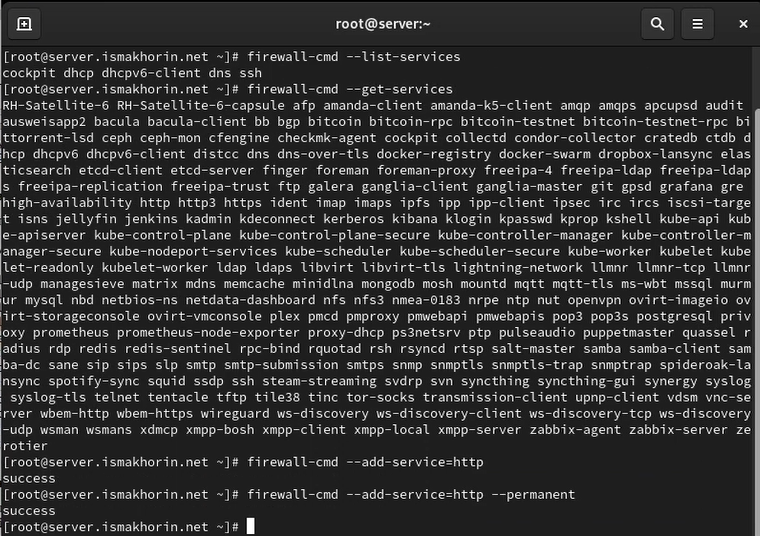 root@server:~
[root@server.ismakhorin.net ~]# firewall-cmd --list-services
cockpit dhcp dhcpv6-client dns ssh
[root@server.ismakhorin.net ~]# firewall-cmd --get-services
RH-Satellite-6 RH-Satellite-6-capsule afp amanda-client amanda-k5-client amqp amqps apcupsd audit
ausweisapp2 bacula bacula-client bb bgp bitcoin bitcoin-rpc bitcoin-testnet bitcoin-testnet-rpc bi
ttorrent-lsd ceph ceph-mon cfengine checkmk-agent cockpit collectd condor-collector cratedb ctdb d
hcp dhcpv6 dhcpv6-client distcc dns dns-over-tls docker-registry docker-swarm dropbox-lansync elas
ticsearch etcd-client etcd-server finger foreman foreman-proxy freeipa-4 freeipa-ldap freeipa-ldap
s freeipa-replication freeipa-trust ftp galera ganglia-client ganglia-master git gpsd grafana gre
high-availability http http3 https ident imap imaps ipfs ipp ipp-client ipsec irc ircs iscsi-targe
t isns jellyfin jenkins kadmin kdeconnect kerberos kibana klogin kpasswd kprop kshell kube-api kub
e-apiserver kube-control-plane kube-control-plane-secure kube-controller-manager kube-controller-m
anager-secure kube-nodeport-services kube-scheduler kube-scheduler-secure kube-worker kubelet kube
let-readonly kubelet-worker ldap ldaps libvirt libvirt-tls lightning-network llmnr llmnr-tcp llmnr
-udp managesieve matrix mdns memcache minidlna mongodb mosh mountd mqtt mqtt-tls ms-wbt mssql murm
ur mysql nbd netbios-ns netdata-dashboard nfs nfs3 nmea-0183 nrpe ntp nut openvpn ovirt-imageio ov
irt-storageconsole ovirt-vmconsole plex pmcd pmproxy pmwebapi pmwebapis pop3 pop3s postgresql priv
oxy prometheus prometheus-node-exporter proxy-dhcp ps3netsrv ptp pulseaudio puppetmaster quassel r
adius rdp redis redis-sentinel rpc-bind rquotad rsh rsyncd rtsp salt-master samba samba-client sam
ba-dc sane sip sips slp smtp smtp-submission smtps snmp snmptls snmptls-trap snmptrap spideroak-la
nsync spotify-sync squid ssdp ssh steam-streaming svdrp svn syncthing syncthing-gui synergy syslog
syslog-tls telnet tentacle tftp tile38 tinc tor-socks transmission-client upnp-client vdsm vnc-se
rver wbem-http wbem-https wireguard ws-discovery ws-discovery-client ws-discovery-tcp ws-discovery
-udp wsman wsmans xdmcp xmpp-bosh xmpp-client xmpp-local xmpp-server zabbix-agent zabbix-server ze
rotier
[root@server.ismakhorin.net ~]# firewall-cmd --add-service=http
success
[root@server.ismakhorin.net ~]# firewall-cmd --add-service=http --permanent
success
[root@server.ismakhorin.net ~]#